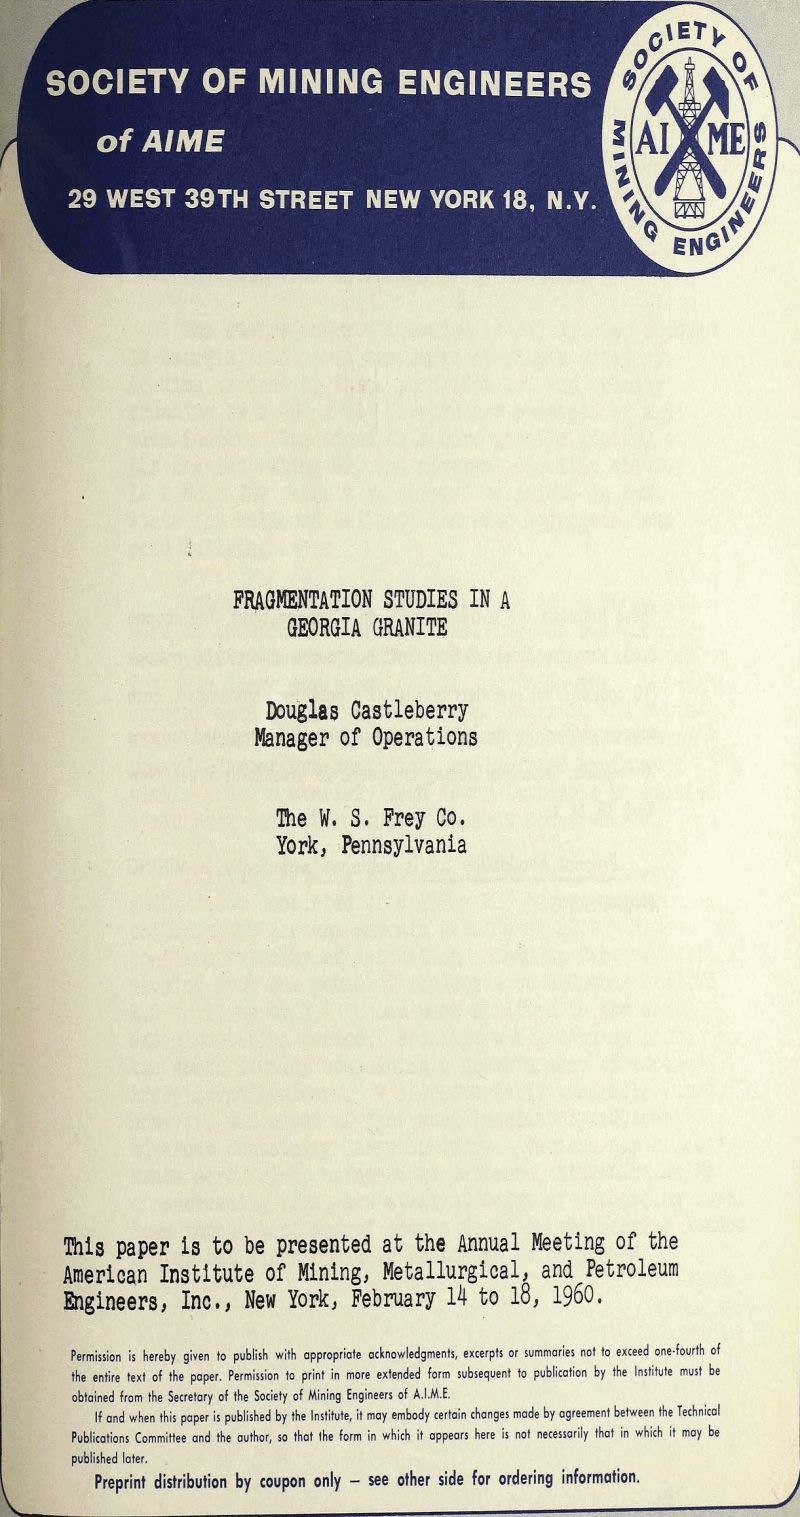 SOCIETY OF MINING ENGINEERS
of AIME
29 WEST 39TH STREET NEW YORK 18, N.Y.
SOCIETY OF
MINING ENGINEERS
AI ME
FRAGMENTATION STUDIES IN A
GEORGIA GRANITE
Douglas Castleberry
Manager of Operations
The W. S. Frey Co.
York, Pennsylvania
This paper is to be presented at the Annual Meeting of the
American Institute of Mining, Metallurgical, and Petroleum
Engineers, Inc., New York, February 14 to 18, 1960.
Permission is hereby given to publish with appropriate acknowledgments, excerpts or summaries not to exceed one-fourth of
the entire text of the paper. Permission to print in more extended form subsequent to publication by the Institute must be
obtained from the Secretary of the Society of Mining Engineers of A.I.M.E.
If and when this paper is published by the Institute, it may embody certain changes made by agreement between the Technical
Publications Committee and the author, so that the form in which it appears here is not necessarily that in which it may be
published later.
Preprint distribution by coupon only — see other side for ordering information.